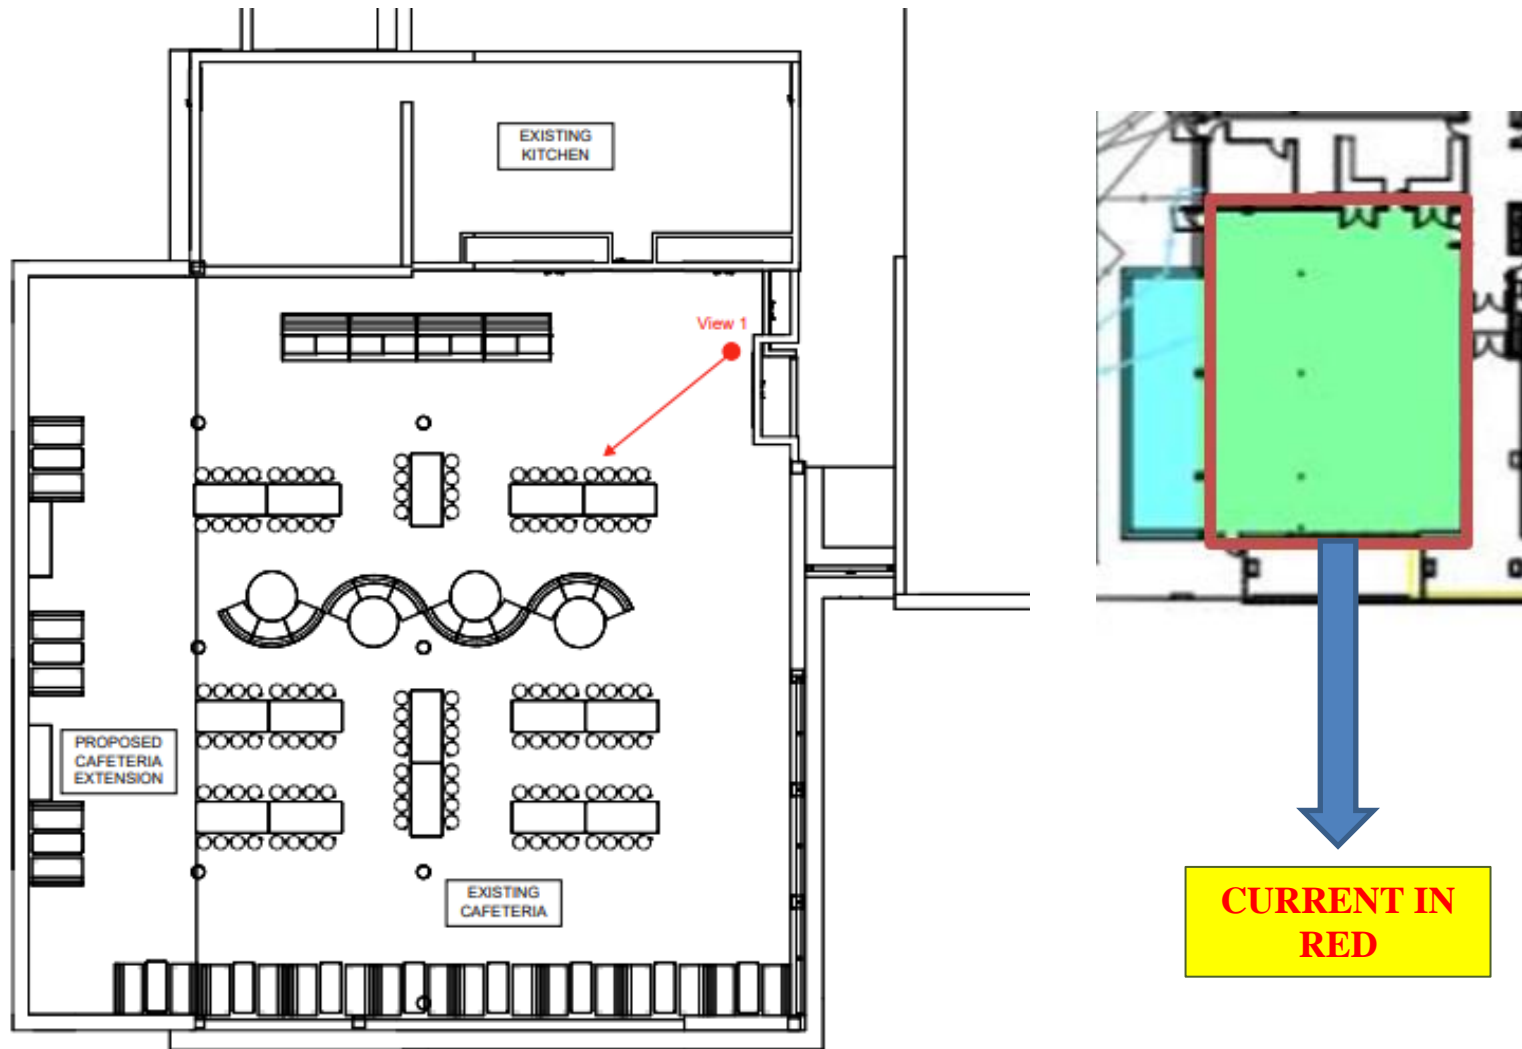 EXISTING
KITCHEN
View 1
PROPOSED
CAFETERIA
EXTENSION
EXISTING
CAFETERIA
CURRENT IN
RED